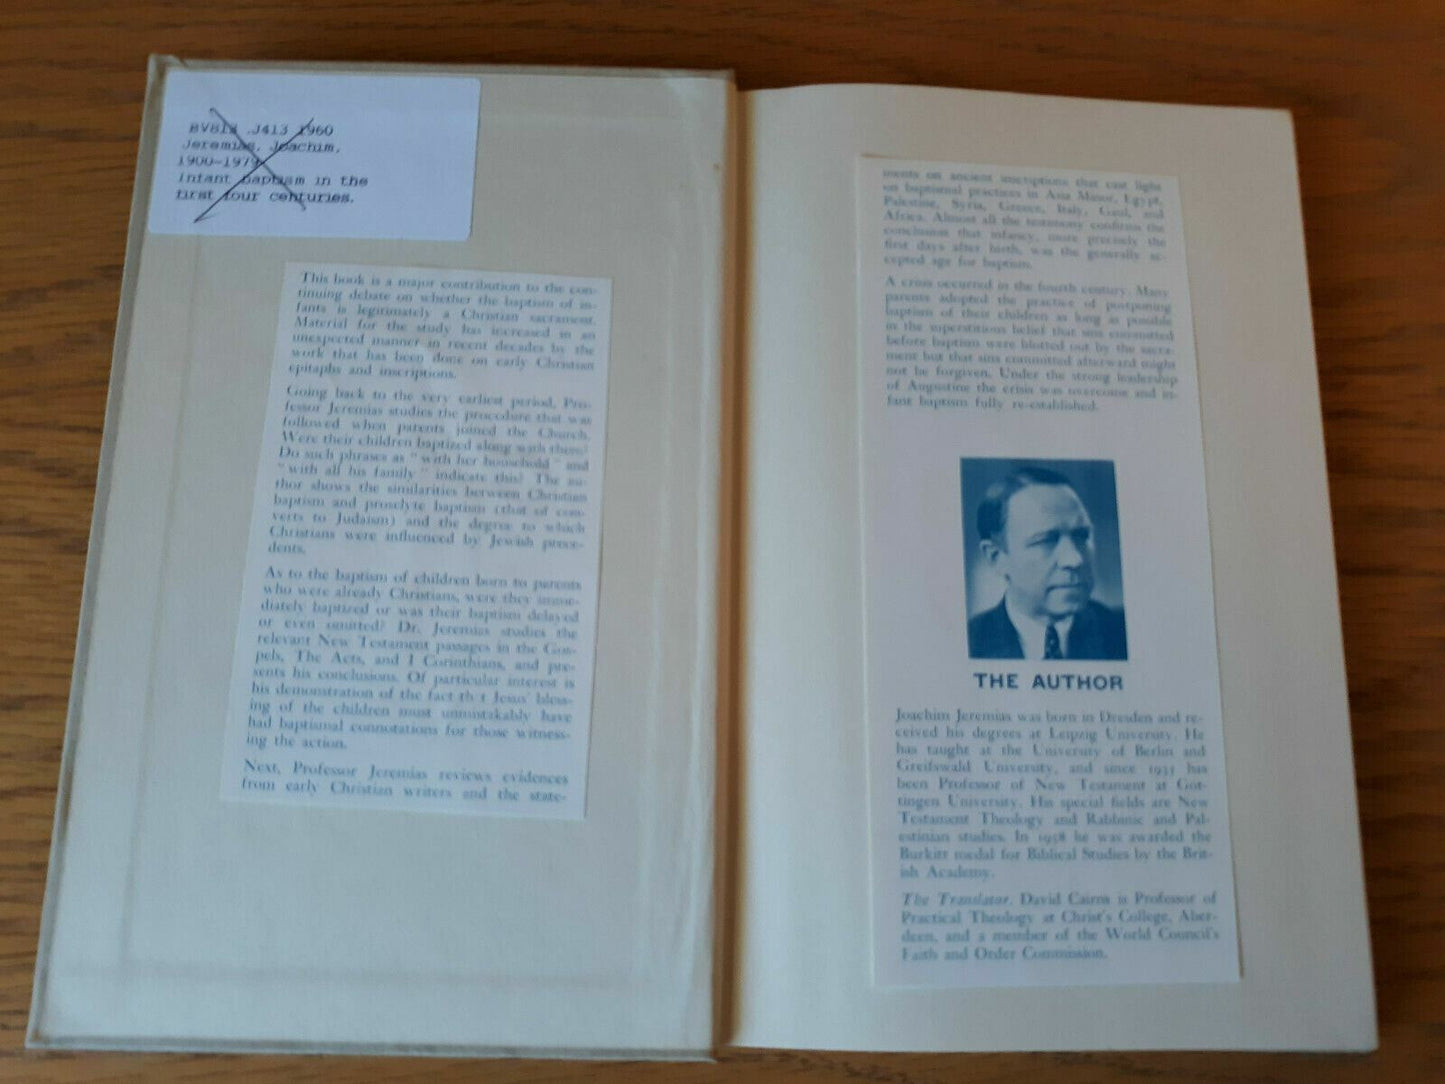 BV813 .J413 1960
Jeremias, Joachim,
1900-1979
Infant baptism in the
first four centuries.
This book is a major contribution to the con-
tinuing debate on whether the baptism of in-
fants is legitimately a Christian sacrament.
Material for the study has increased in an
unexpected manner in recent decades by the
work that has been done on early Christian
epitaphs and inscriptions.
Going back to the very earliest period, Pro-
fessor Jeremias studies the procedure that was
followed when parents joined the Church.
Were their children baptized along with them?
Do such phrases as "with her household" and
"with all his family" indicate this? The au-
thor shows the similarities between Christian
baptism and proselyte baptism (that of con-
verts to Judaism) and the degree to which
Christians were influenced by Jewish prece-
dents.
As to the baptism of children born to parents
who were already Christians, were they imme-
diately baptized or was their baptism delayed
or even omitted? Dr. Jeremias studies the
relevant New Testament passages in the Gos-
pels, The Acts, and I Corinthians, and pre-
sents his conclusions. Of particular interest is
his demonstration of the fact th t Jesus' bless-
ing of the children must unmistakably have
had baptismal connotations for those witness-
ing the action.
Next, Professor Jeremias reviews evidences
from early Christian writers and the state-
ments on ancient inscriptions that cast light
on baptismal practices in Asia Minor, Egypt,
Palestine, Syria, Greece, Italy, Gaul, and
Africa. Almost all the testimony confirms the
conclusion that infancy, more precisely the
first days after birth, was the generally ac-
cepted age for baptism.
A crisis occurred in the fourth century. Many
parents adopted the practice of postponing
baptism of their children as long as possible
in the superstitious belief that sins committed
before baptism were blotted out by the sacra-
ment but that sins committed afterward might
not be forgiven. Under the strong leadership
of Augustine the crisis was overcome and in-
fant baptism fully re-established.
THE AUTHOR
Joachim Jeremias was born in Dresden and re-
ceived his degrees at Leipzig University. He
has taught at the University of Berlin and
Greifswald University, and since 1935 has
been Professor of New Testament at Göt-
tingen University. His special fields are New
Testament Theology and Rabbinic and Pal-
estinian studies. In 1958 he was awarded the
Burkitt medal for Biblical Studies by the Brit-
ish Academy.
The Translator, David Cairns is Professor of
Practical Theology at Christ's College, Aber-
deen, and a member of the World Council's
Faith and Order Commission.